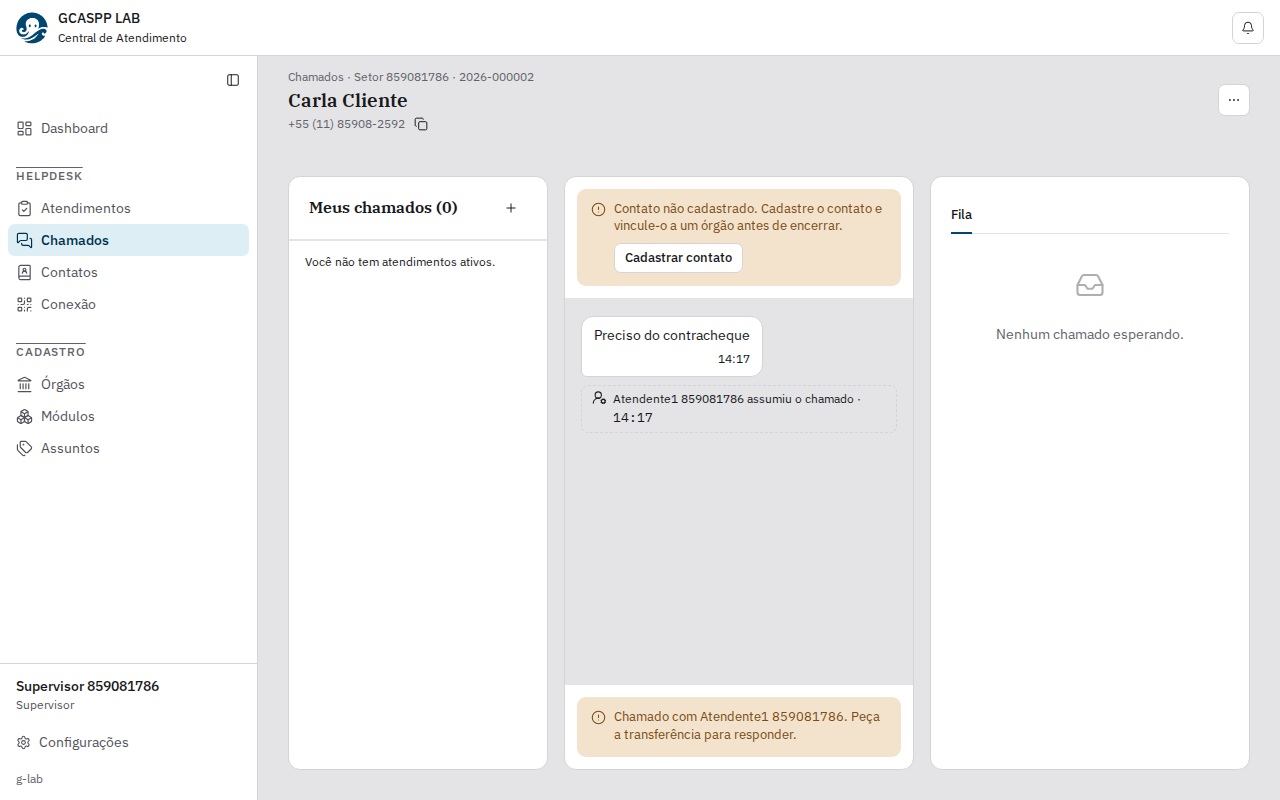 GCASPP LAB
Central de Atendimento
Dashboard
HELPDESK
Atendimentos
Chamados
Contatos
Conexão
CADASTRO
Órgãos
Módulos
Assuntos
Supervisor 859081786
Supervisor
Configurações
g-lab
Chamados · Setor 859081786 · 2026-000002
Carla Cliente
+55 (11) 85908-2592
Meus chamados (0)
Você não tem atendimentos ativos.
Contato não cadastrado. Cadastre o contato e
vincule-o a um órgão antes de encerrar.
Cadastrar contato
Preciso do contracheque
14:17
Atendente1 859081786 assumiu o chamado ·
14:17
Chamado com Atendente1 859081786. Peça
a transferência para responder.
Fila
Nenhum chamado esperando.